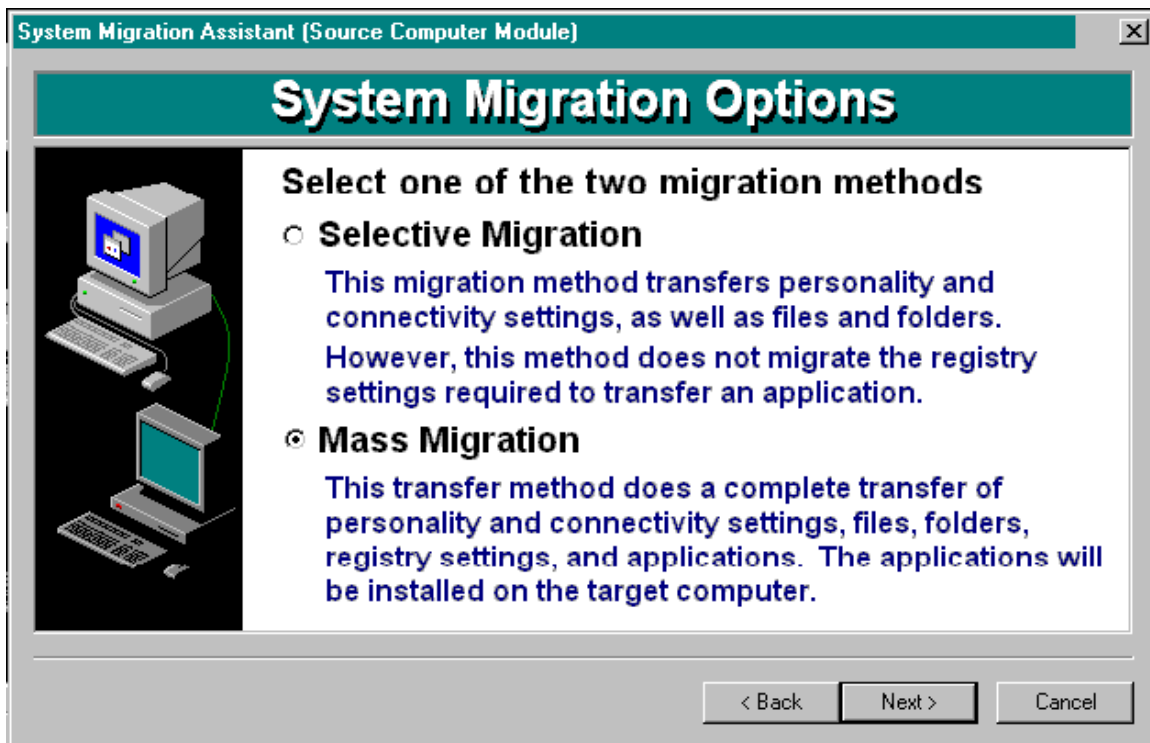 System Migration Assistant (Source Computer Module)
System Migration Options
Select one of the two migration methods
Selective Migration
This migration method transfers personality and
connectivity settings, as well as files and folders.
However, this method does not migrate the registry
settings required to transfer an application.
Mass Migration
This transfer method does a complete transfer of
personality and connectivity settings, files, folders,
registry settings, and applications. The applications will
be installed on the target computer.
< Back
Next >
Cancel